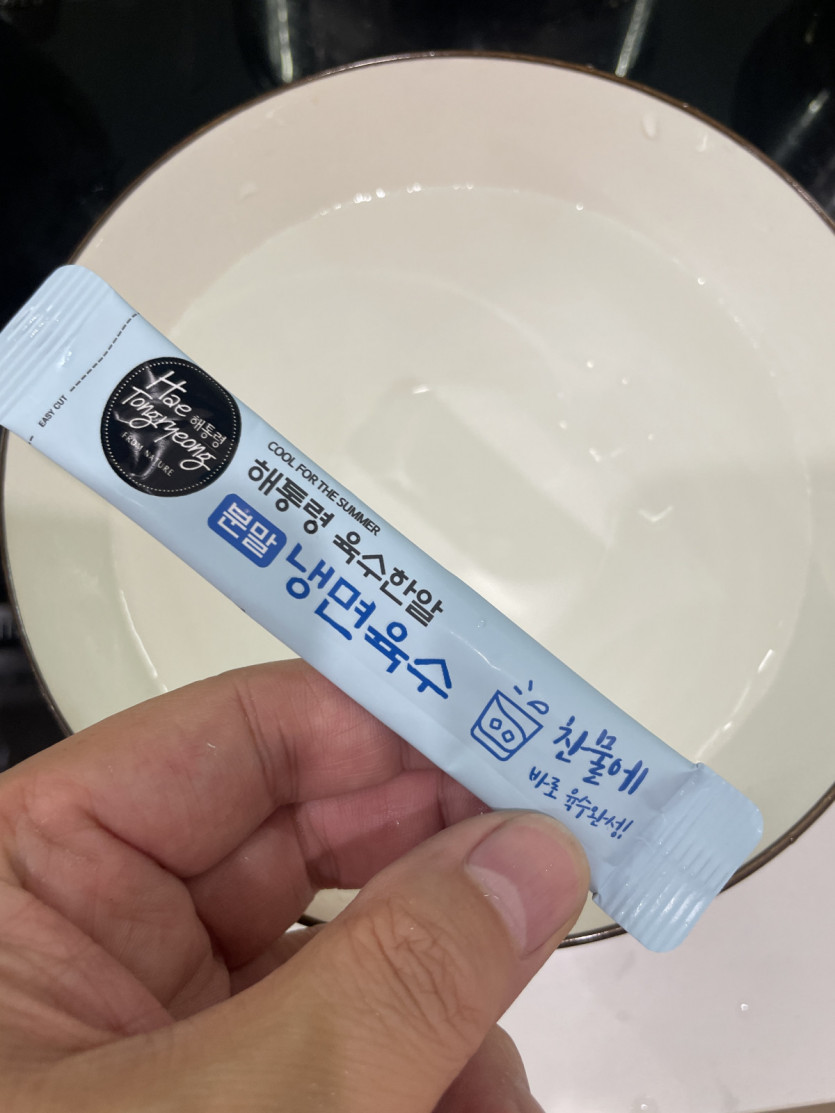 EASY CUT
Hae
해통령
Tongryeong
FROM NATURE
COOL FOR THE SUMMER
해통령 육수한알
분말 냉면육수
찬물에
바로 육수완성!